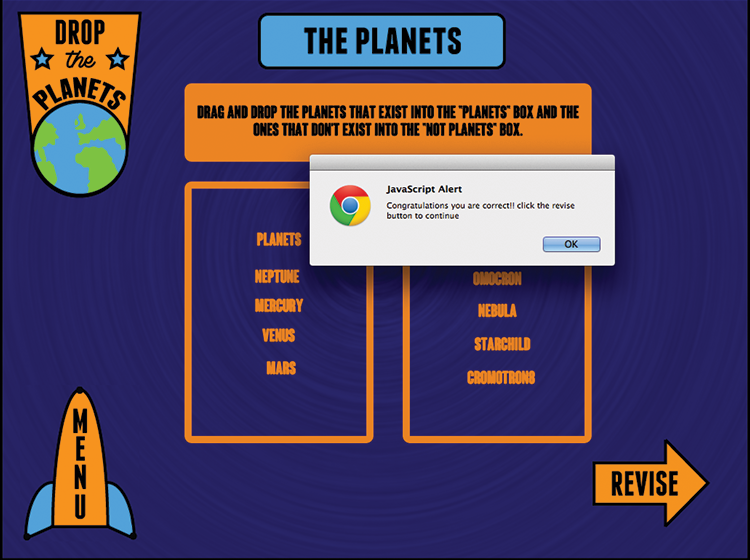 DROP
the
PLANETS
THE PLANETS
DRAG AND DROP THE PLANETS THAT EXIST INTO THE "PLANETS" BOX AND THE
ONES THAT DON'T EXIST INTO THE "NOT PLANETS" BOX.
JavaScript Alert
Congratulations you are correct!! click the revise
button to continue
OK
PLANETS
NEPTUNE
MERCURY
VENUS
MARS
OMOCRON
NEBULA
STARCHILD
CROMOTRON8
MENU
REVISE